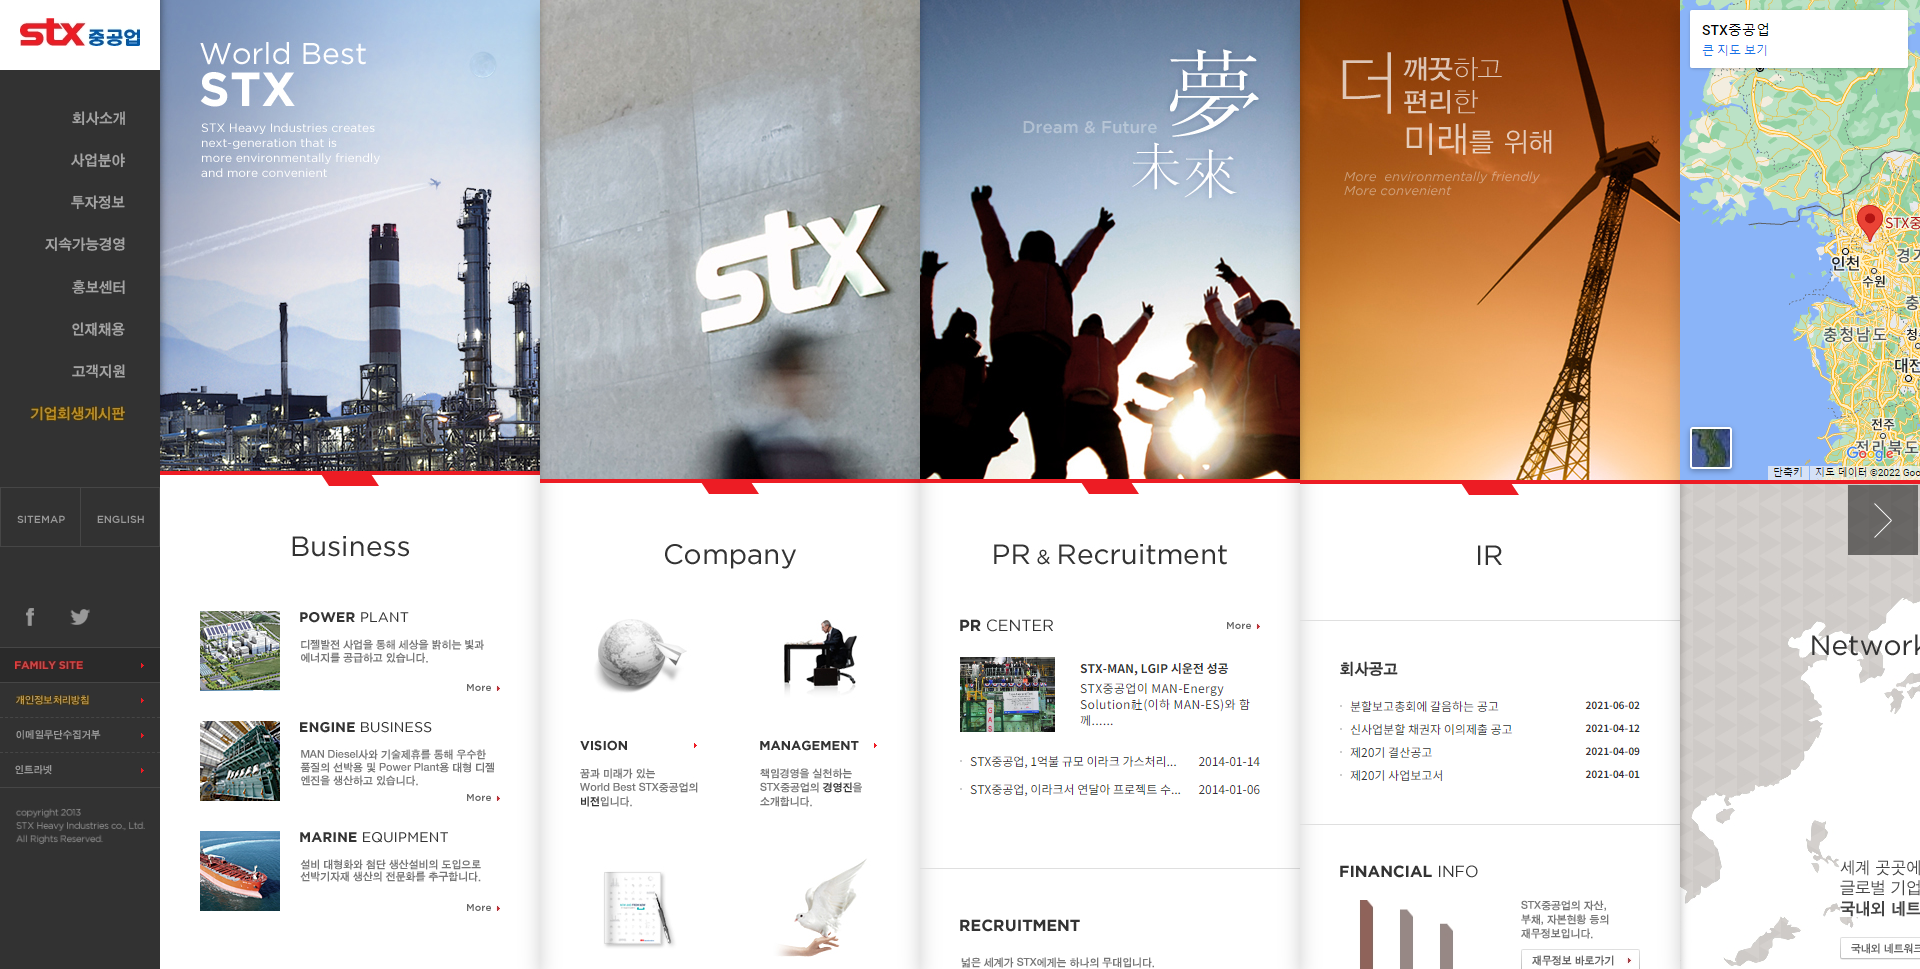 stx 중공업
회사소개
사업분야
투자정보
지속가능경영
홍보센터
인재채용
고객지원
기업회생게시판
SITEMAP
ENGLISH
FAMILY SITE
개인정보처리방침
이메일무단수집거부
인트라넷
copyright 2013
STX Heavy Industries co., Ltd.
All Rights Reserved.
World Best
STX
STX Heavy Industries creates
next-generation that is
more environmentally friendly
and more convenient
Business
POWER PLANT
디젤발전 사업을 통해 세상을 밝히는 빛과
에너지를 공급하고 있습니다.
More
ENGINE BUSINESS
MAN Diesel사와 기술제휴를 통해 우수한
품질의 선박용 및 Power Plant용 대형 디젤
엔진을 생산하고 있습니다.
More
MARINE EQUIPMENT
설비 대형화와 첨단 생산설비의 도입으로
선박기자재 생산의 전문화를 추구합니다.
More
stx
Company
VISION
꿈과 미래가 있는
World Best STX중공업의
비전입니다.
MANAGEMENT
책임경영을 실천하는
STX중공업의 경영진을
소개합니다.
夢
Dream & Future
未來
PR & Recruitment
PR CENTER
More
STX-MAN, LGIP 시운전 성공
STX중공업이 MAN-Energy
Solution社(이하 MAN-ES)와 함
께......
STX중공업, 1억불 규모 이라크 가스처리... 2014-01-14
STX중공업, 이라크서 연달아 프로젝트 수... 2014-01-06
RECRUITMENT
넓은 세계가 STX에게는 하나의 무대입니다.
더 깨끗하고
편리한
미래를 위해
More environmentally friendly
More convenient
IR
회사공고
분할보고총회에 갈음하는 공고 2021-06-02
신사업분할 채권자 이의제출 공고 2021-04-12
제20기 결산공고 2021-04-09
제20기 사업보고서 2021-04-01
FINANCIAL INFO
STX중공업의 자산,
부채, 자본현황 등의
재무정보입니다.
재무정보 바로가기
STX중공업
큰 지도 보기
STX중
인천
경기
수원
충
충청남도
청
대전
전주
전라북도
Google
단축키
지도 데이터 ©2022 Goo
Network
세계 곳곳에
글로벌 기업
국내외 네트
국내외 네트워크